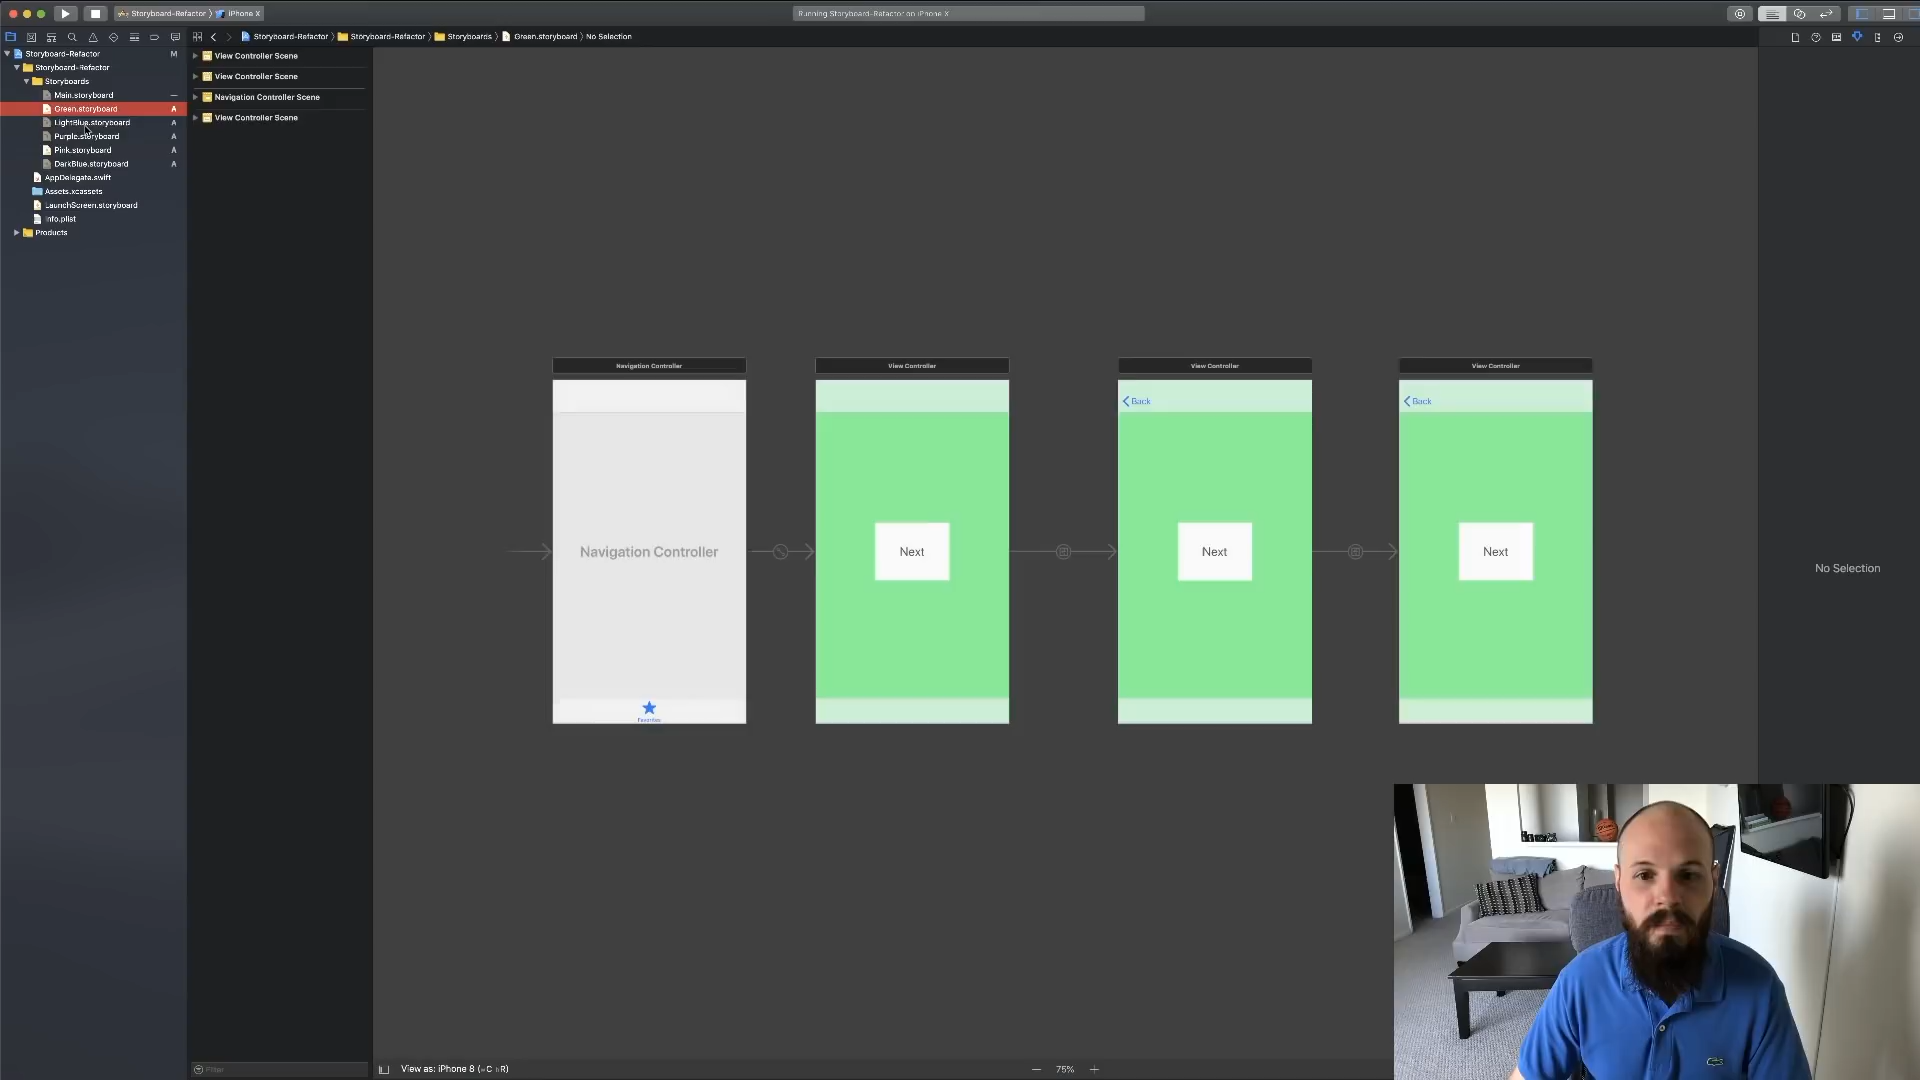 Storyboard-Refactor 〉 iPhone X
Running Storyboard-Refactor on iPhone X
Storyboard-Refactor 〉 Storyboard-Refactor 〉 Storyboards 〉 Green.storyboard 〉 No Selection
Storyboard-Refactor M
Storyboard-Refactor
Storyboards
Main.storyboard
Green.storyboard A
LightBlue.storyboard A
Purple.storyboard A
Pink.storyboard A
DarkBlue.storyboard A
AppDelegate.swift
Assets.xcassets
LaunchScreen.storyboard
Info.plist
Products
View Controller Scene
View Controller Scene
Navigation Controller Scene
View Controller Scene
Navigation Controller
View Controller
View Controller
View Controller
Back
Back
Navigation Controller
Next
Next
Next
Favorites
No Selection
Filter
View as: iPhone 8 (wC hR)
75%